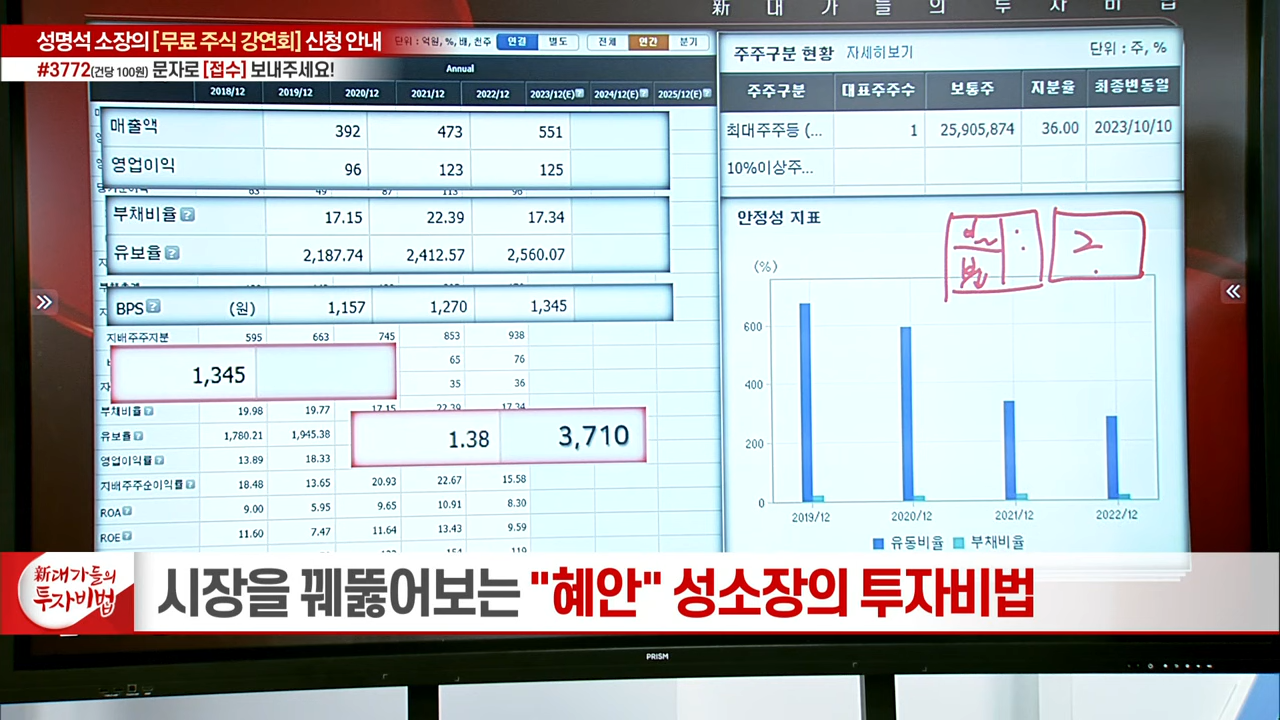 新 대 가 들 의 투 자 비 법
성명석 소장의 [무료 주식 강연회] 신청 안내
#3772(건당 100원) 문자로 [접수] 보내주세요!
단위 : 억원, %, 배, 천주 연결 별도 전체 연간 분기
Annual
2018/12 2019/12 2020/12 2021/12 2022/12 2023/12(E) 2024/12(E) 2025/12(E)
매출액 392 473 551
영업이익 96 123 125
부채비율 17.15 22.39 17.34
유보율 2,187.74 2,412.57 2,560.07
BPS (원) 1,157 1,270 1,345
지배주주지분 595 663 745 853 938
65 76
1,345
35 36
부채비율 19.98 19.77 17.15 22.39 17.34
유보율 1,780.21 1,945.38
1.38 3,710
영업이익률 13.89 18.33
지배주주순이익률 18.48 13.65 20.93 22.67 15.58
ROA 9.00 5.95 9.65 10.91 8.30
ROE 11.60 7.47 11.64 13.43 9.59
주주구분 현황 자세히보기 단위 : 주, %
주주구분 대표주주수 보통주 지분율 최종변동일
최대주주등 (... 1 25,905,874 36.00 2023/10/10
10%이상주...
안정성 지표
2
(%)
600
400
200
0
2019/12 2020/12 2021/12 2022/12
유동비율 부채비율
新대가들의
투자비법
시장을 꿰뚫어보는 "혜안" 성소장의 투자비법
PRISM